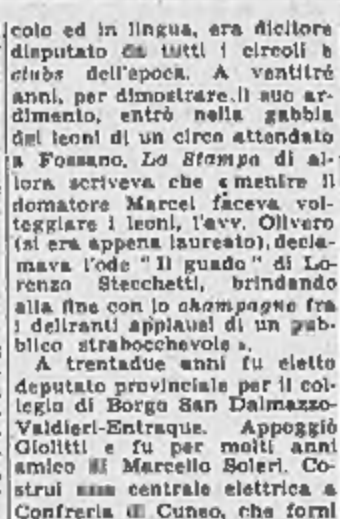 colo ed in lingua, era dicitore
disputato da tutti i circoli e
clubs dell'epoca. A ventitré
anni, per dimostrare il suo ar-
dimento, entrò nella gabbia
dei leoni di un circo attendato
a Fossano. La Stampa di al-
lora scriveva che « mentre il
domatore Marcel faceva vol-
teggiare i leoni, l'avv. Olivero
(si era appena laureato), decla-
mava l'ode "Il guado" di Lo-
renzo Stecchetti, brindando
alla fine con lo champagne fra
i deliranti applausi di un pub-
blico strabocchevole ».
A trentadue anni fu eletto
deputato provinciale per il col-
legio di Borgo San Dalmazzo-
Valdieri-Entraque. Appoggiò
Giolitti e fu per molti anni
amico di Marcello Soleri. Co-
struì una centrale elettrica a
Confreria di Cuneo, che fornì